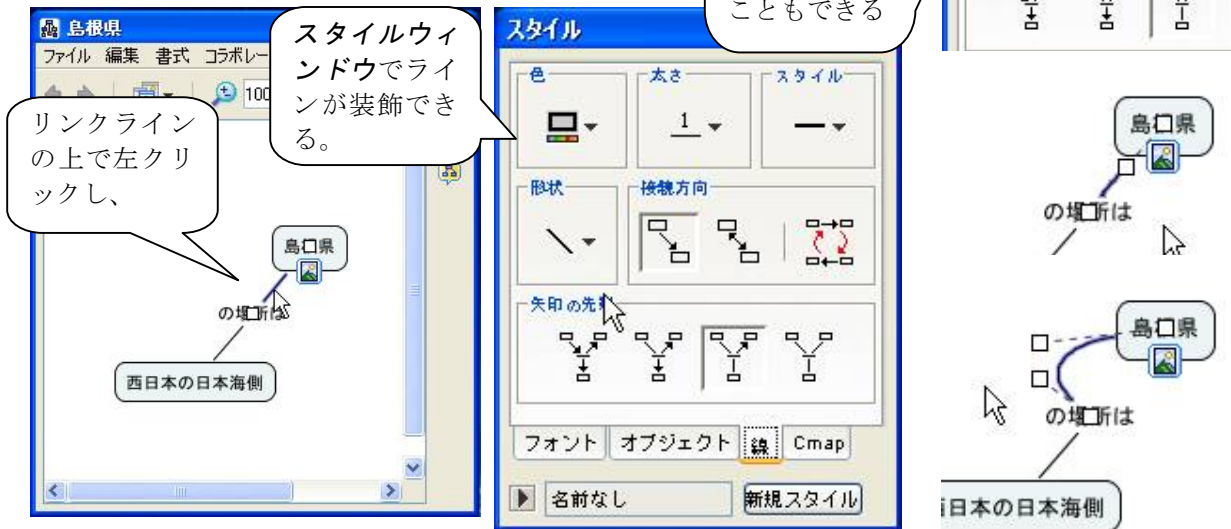 島根県
ファイル 編集 書式 コラボレー
100
リンクライン
の上で左クリ
ックし、
島□県
の場所は
西日本の日本海側
スタイルウィ
ンドウでライ
ンが装飾でき
る。
スタイル
色
太さ
スタイル
1
形状
接続方向
矢印の先
フォント
オブジェクト
線
Cmap
名前なし
新規スタイル
こともできる
島□県
の場所は
島□県
の場所は
日本の日本海側